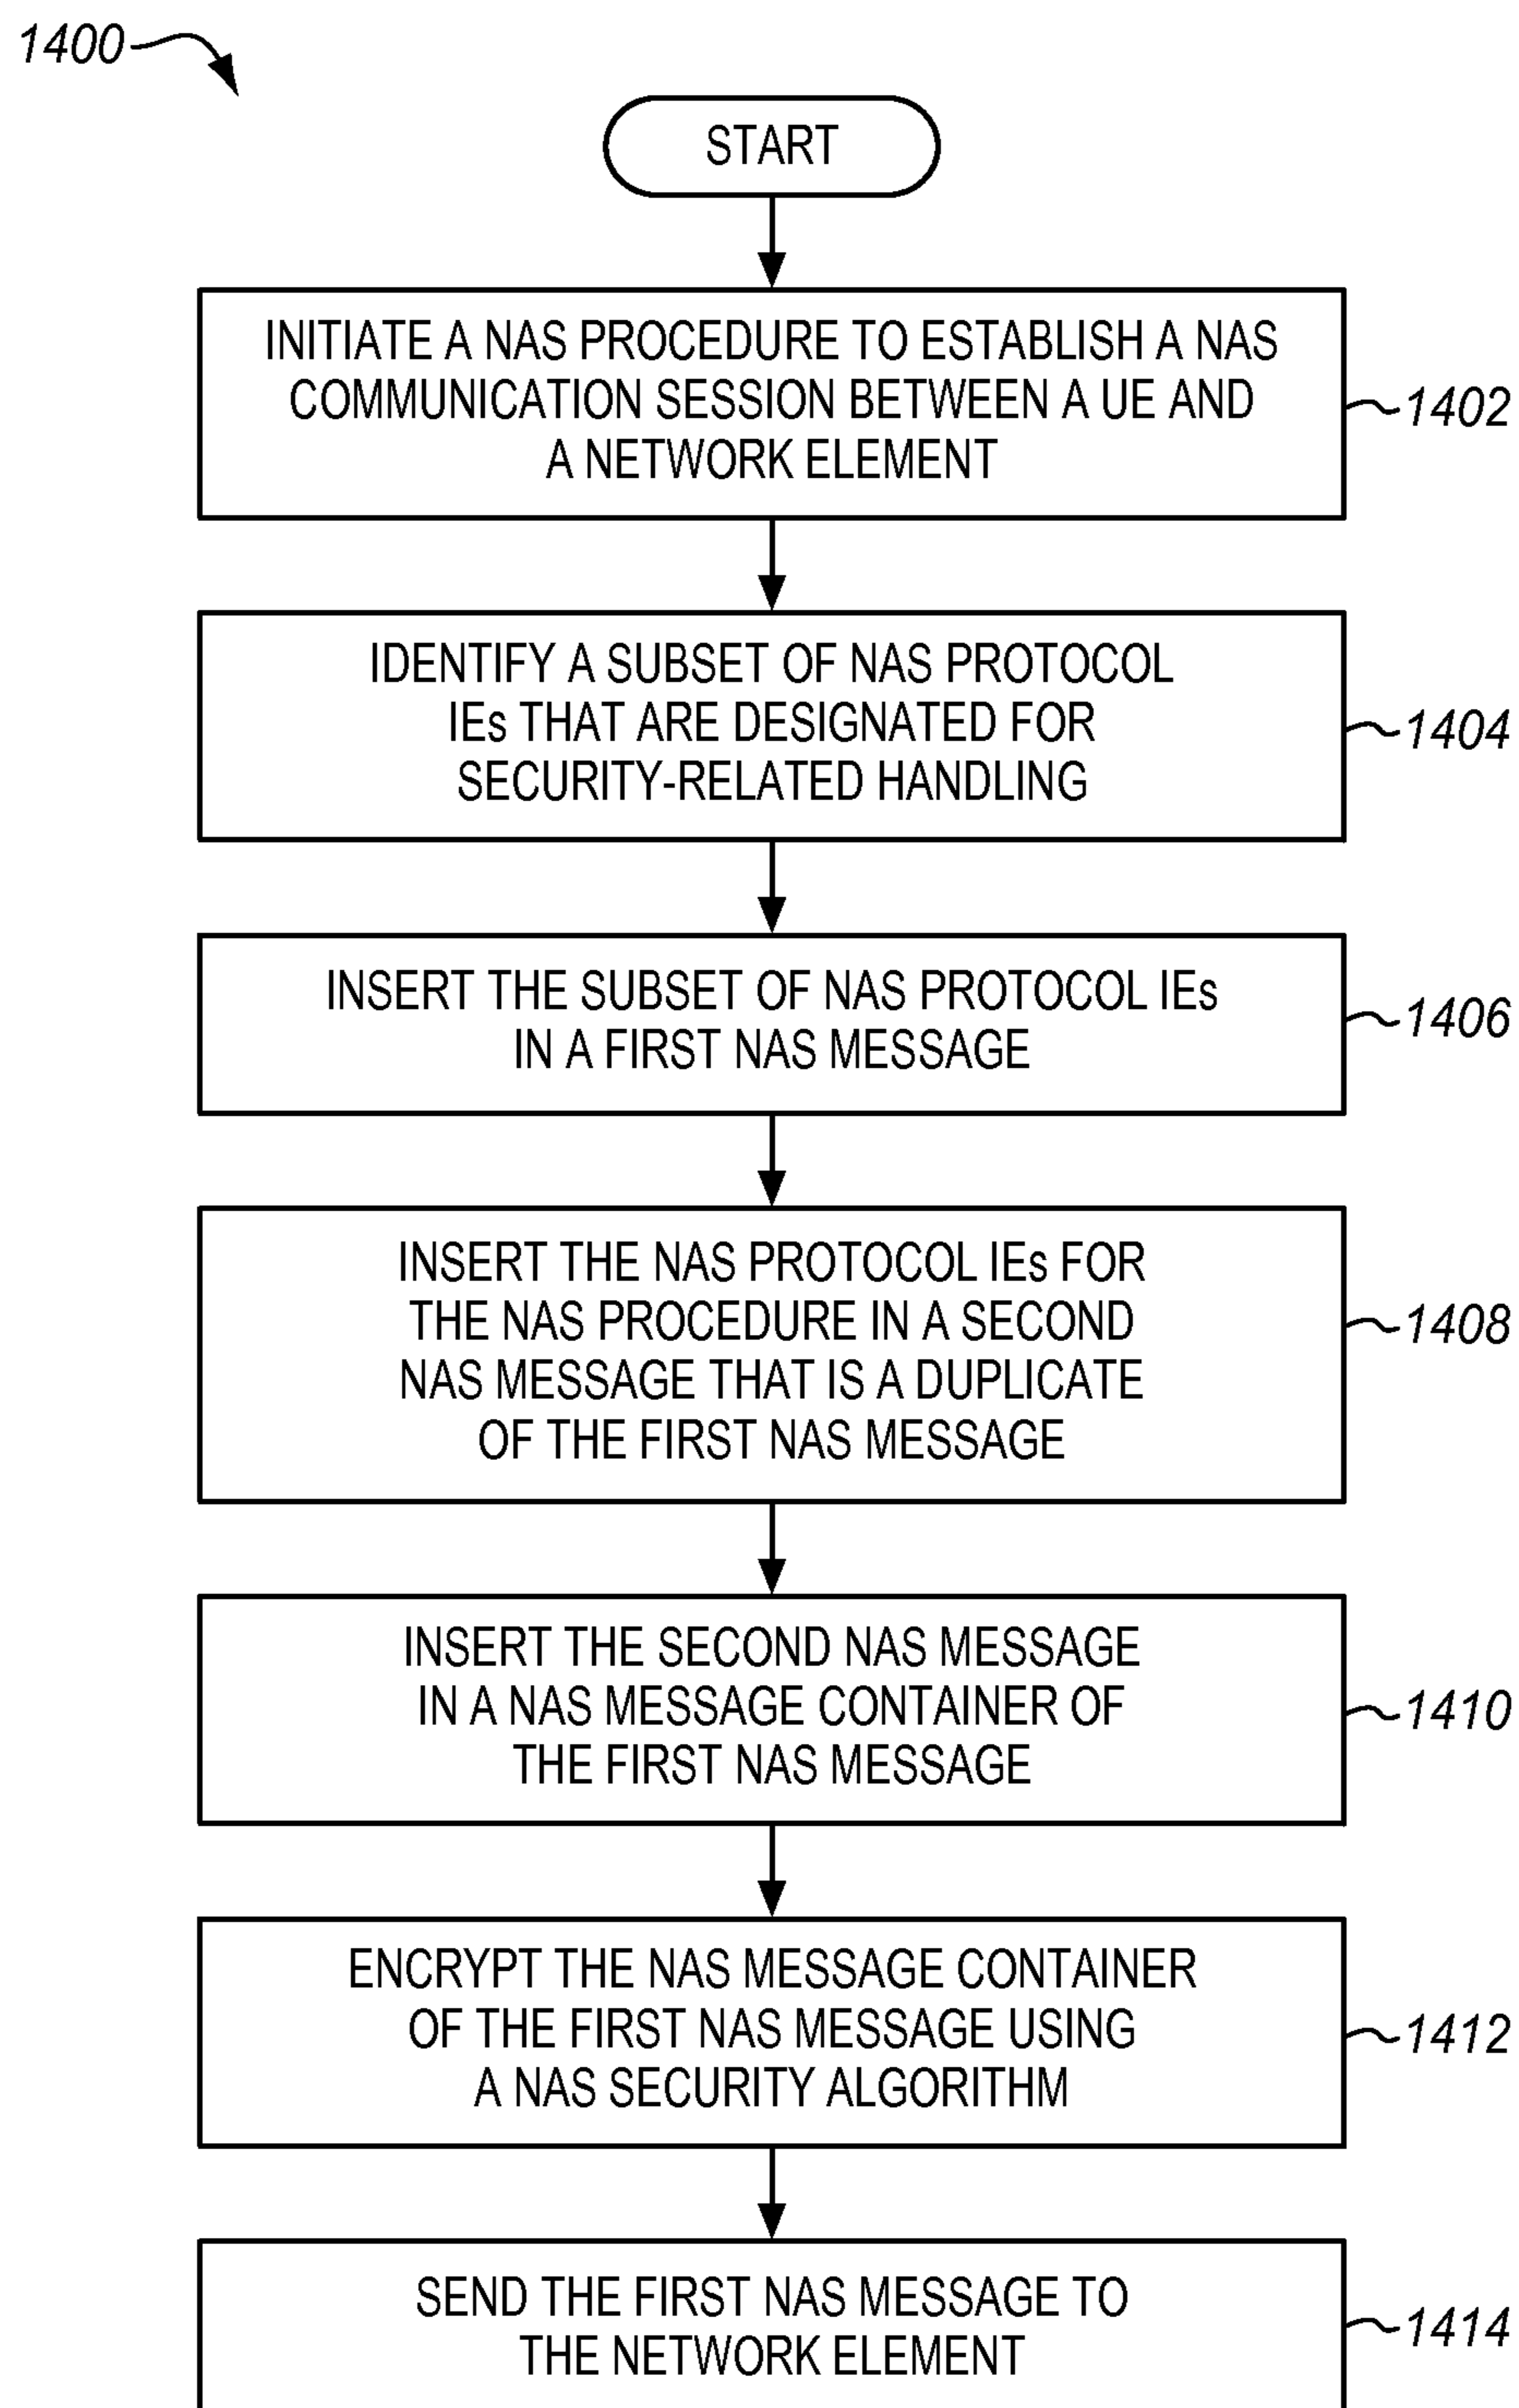 1400
START
INITIATE A NAS PROCEDURE TO ESTABLISH A NAS
COMMUNICATION SESSION BETWEEN A UE AND
A NETWORK ELEMENT
1402
IDENTIFY A SUBSET OF NAS PROTOCOL
IEs THAT ARE DESIGNATED FOR
SECURITY-RELATED HANDLING
1404
INSERT THE SUBSET OF NAS PROTOCOL IEs
IN A FIRST NAS MESSAGE
1406
INSERT THE NAS PROTOCOL IEs FOR
THE NAS PROCEDURE IN A SECOND
NAS MESSAGE THAT IS A DUPLICATE
OF THE FIRST NAS MESSAGE
1408
INSERT THE SECOND NAS MESSAGE
IN A NAS MESSAGE CONTAINER OF
THE FIRST NAS MESSAGE
1410
ENCRYPT THE NAS MESSAGE CONTAINER
OF THE FIRST NAS MESSAGE USING
A NAS SECURITY ALGORITHM
1412
SEND THE FIRST NAS MESSAGE TO
THE NETWORK ELEMENT
1414